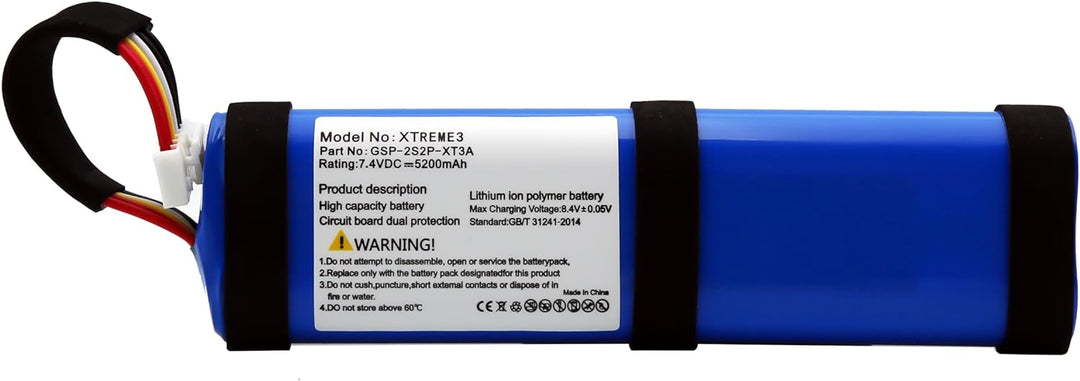 Model No: XTREME3
Part No: GSP-2S2P-XT3A
Rating:7.4VDC⎓5200mAh
Product description
High capacity battery
Circuit board dual protection
Lithium ion polymer battery
Max Charging Voltage:8.4V±0.05V
Standard:GB/T 31241-2014
WARNING!
1.Do not attempt to disassemble, open or service the batterypack,
2.Replace only with the battery pack designatedfor this product
3.Do not cush,puncture,short external contacts or dispose of in
fire or water.
4.DO not store above 60℃
Made In China
CE